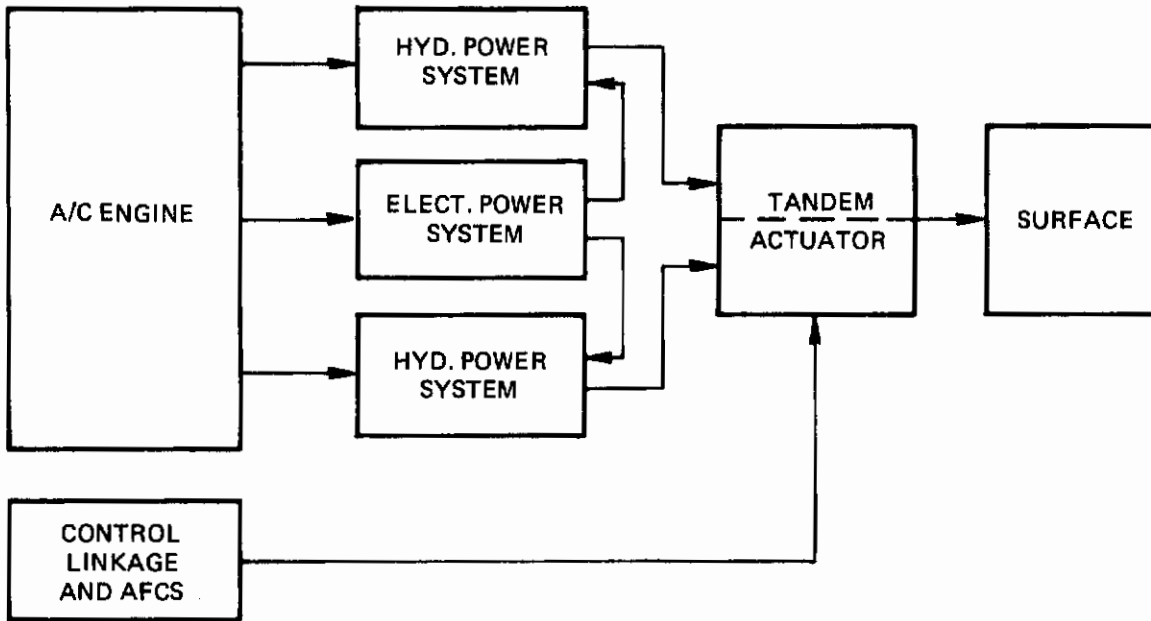 HYD. POWER
SYSTEM
A/C ENGINE
ELECT. POWER
SYSTEM
TANDEM
ACTUATOR
SURFACE
HYD. POWER
SYSTEM
CONTROL
LINKAGE
AND AFCS